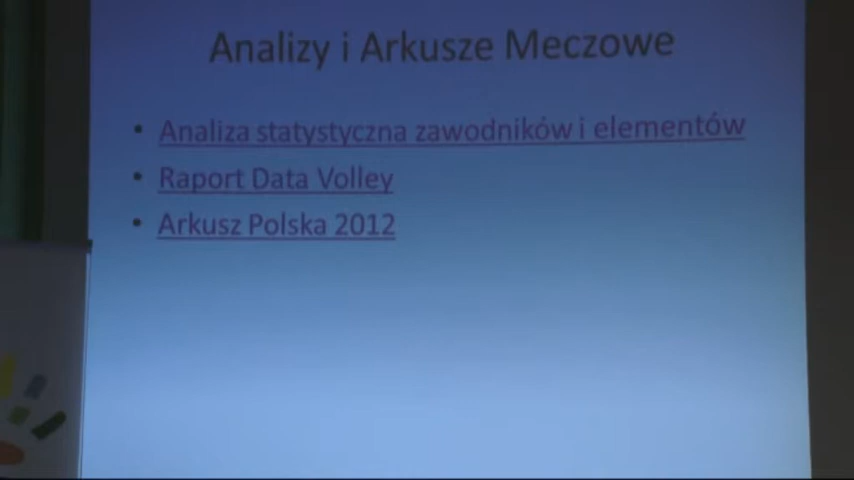 Analizy i Arkusze Meczowe
• Analiza statystyczna zawodników i elementów
• Raport Data Volley
• Arkusz Polska 2012